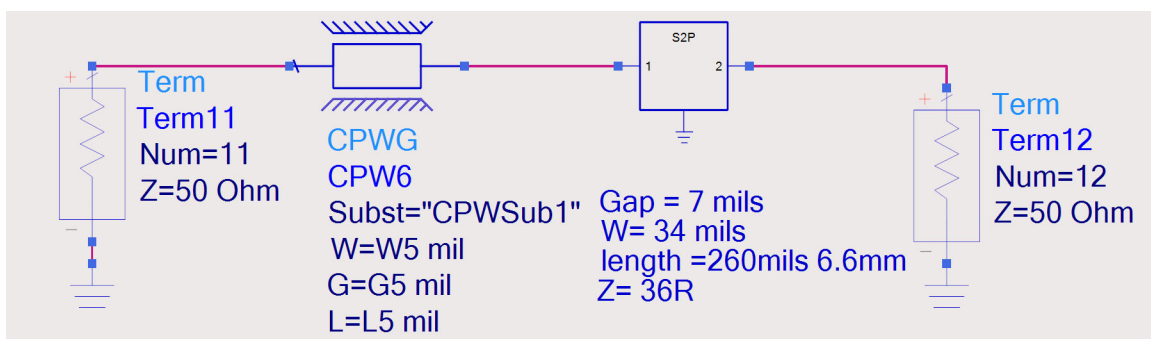 S2P
1
2
+
Term
Term11
Num=11
Z=50 Ohm
−
CPWG
CPW6
Subst="CPWSub1"
W=W5 mil
G=G5 mil
L=L5 mil
Gap = 7 mils
W= 34 mils
length =260mils 6.6mm
Z= 36R
+
Term
Term12
Num=12
Z=50 Ohm
−